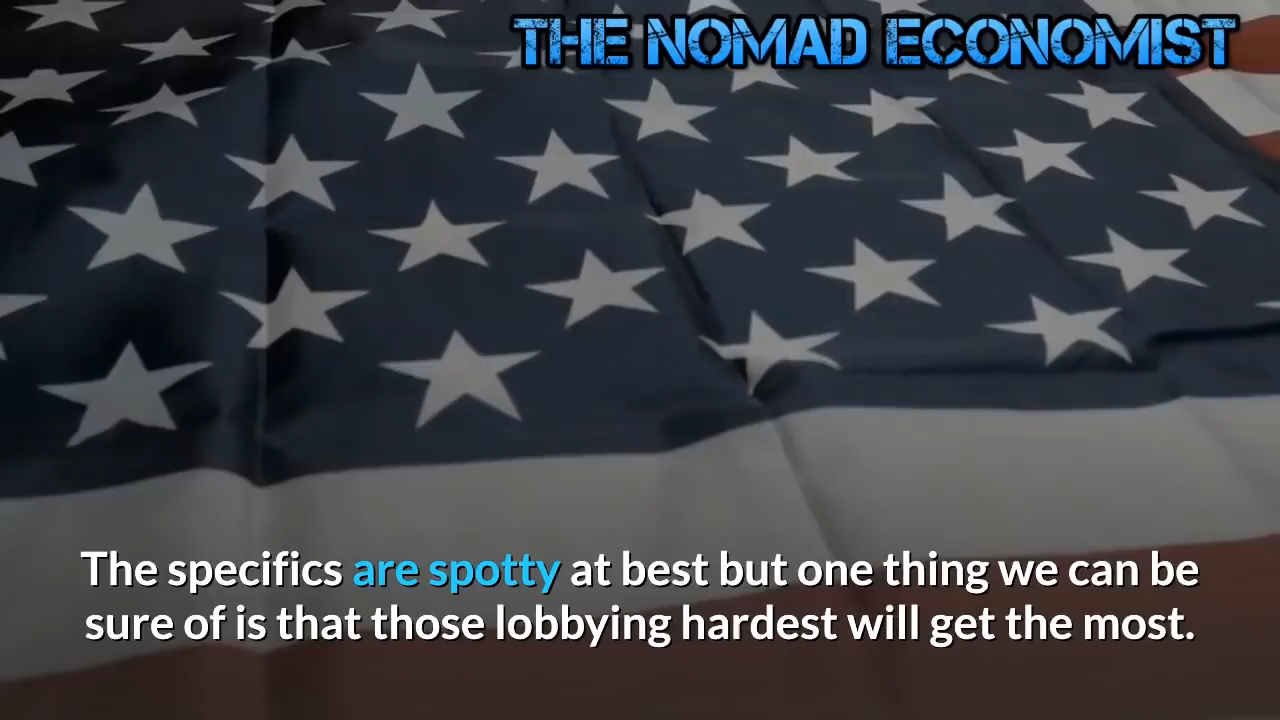 THE NOMAD ECONOMIST
The specifics are spotty at best but one thing we can be
sure of is that those lobbying hardest will get the most.